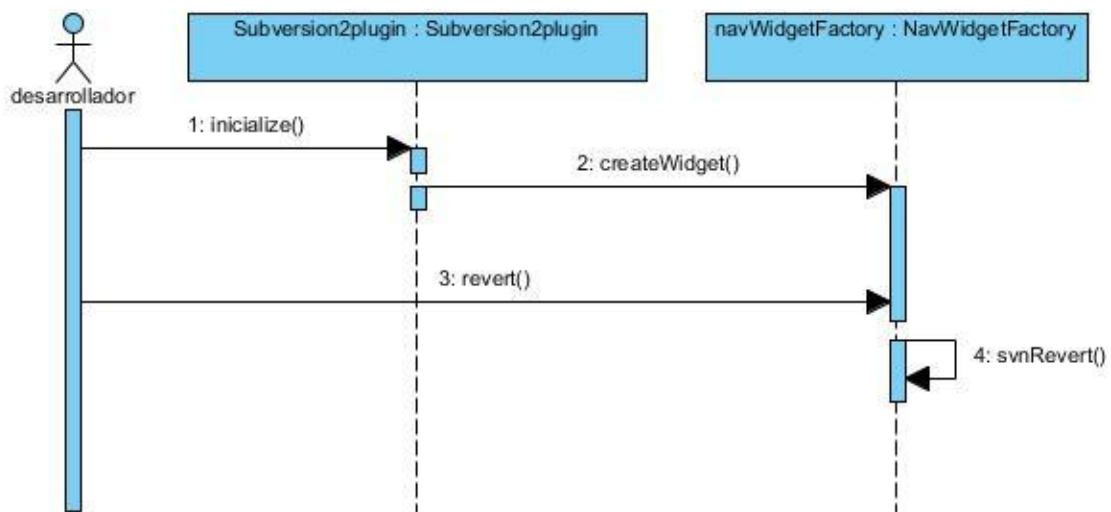 Subversion2plugin : Subversion2plugin
navWidgetFactory : NavWidgetFactory
desarrollador
1: inicialize()
2: createWidget()
3: revert()
4: svnRevert()